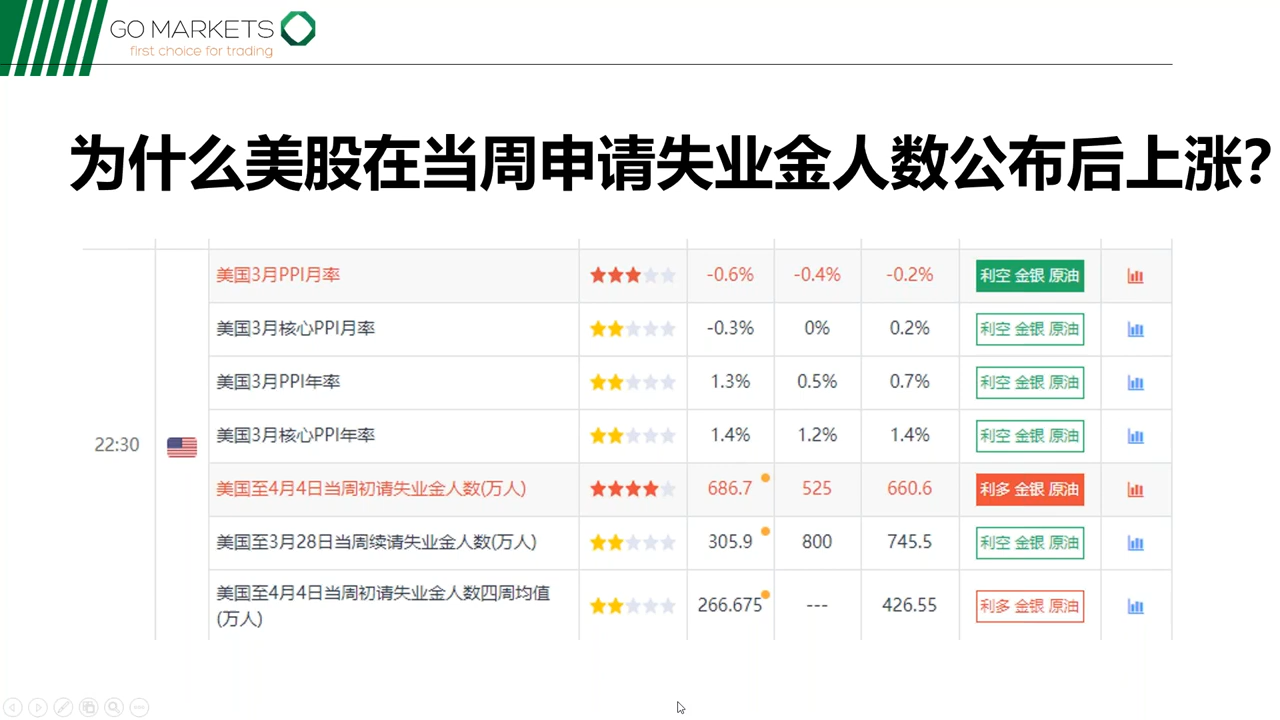 GO MARKETS
first choice for trading
为什么美股在当周申请失业金人数公布后上涨?
22:30
美国3月PPI月率 -0.6% -0.4% -0.2% 利空 金银 原油
美国3月核心PPI月率 -0.3% 0% 0.2% 利空 金银 原油
美国3月PPI年率 1.3% 0.5% 0.7% 利空 金银 原油
美国3月核心PPI年率 1.4% 1.2% 1.4% 利空 金银 原油
美国至4月4日当周初请失业金人数(万人) 686.7 525 660.6 利多 金银 原油
美国至3月28日当周续请失业金人数(万人) 305.9 800 745.5 利空 金银 原油
美国至4月4日当周初请失业金人数四周均值
(万人) 266.675 --- 426.55 利多 金银 原油